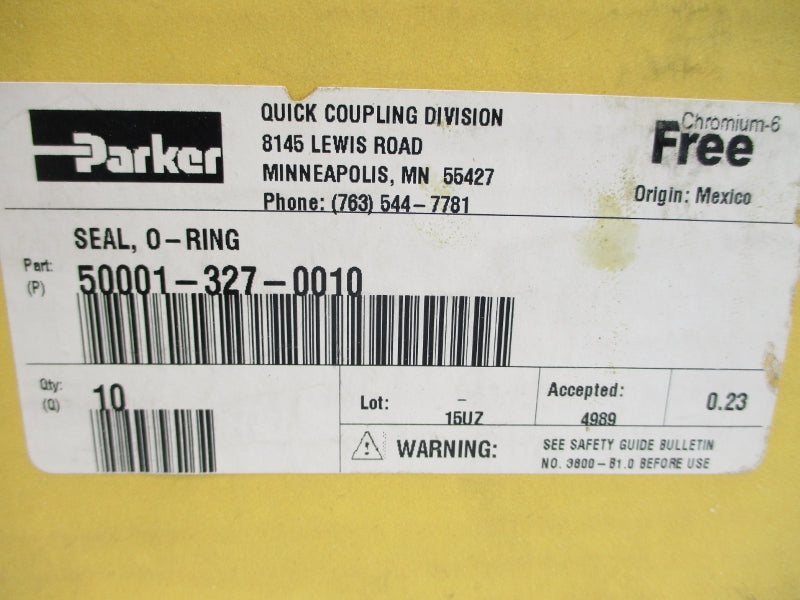 Parker
QUICK COUPLING DIVISION
8145 LEWIS ROAD
MINNEAPOLIS, MN 55427
Phone: (763) 544-7781
Chromium-6
Free
Origin: Mexico
SEAL, O-RING
Part:
(P)
50001-327-0010
Qty:
(Q)
10
Lot:
-
15UZ
Accepted:
4989
0.23
WARNING:
SEE SAFETY GUIDE BULLETIN
NO. 3800-B1.0 BEFORE USE